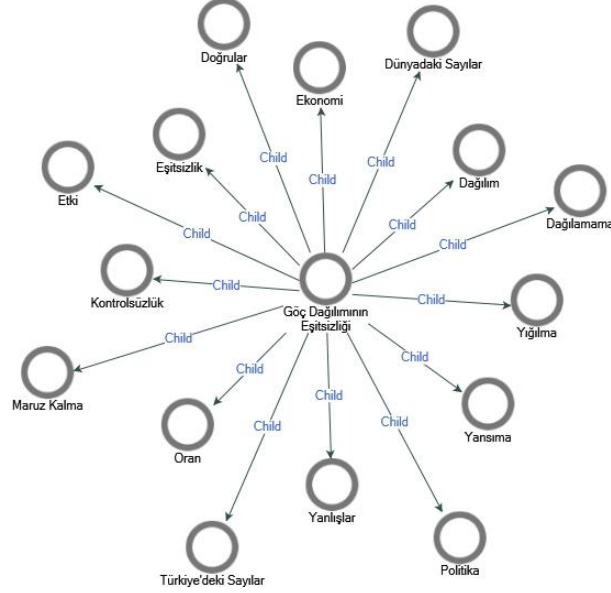 Doğrular
Dünyadaki Sayılar
Ekonomi
Child
Child
Child
Eşitsizlik
Dağılım
Etki
Child
Child
Dağılamama
Child
Child
Kontrolsüzlük
Child
Göç Dağılımının
Eşitsizliği
Child
Yığılma
Child
Maruz Kalma
Child
Child
Child
Yansıma
Oran
Child
Child
Yanlışlar
Child
Türkiye'deki Sayılar
Politika